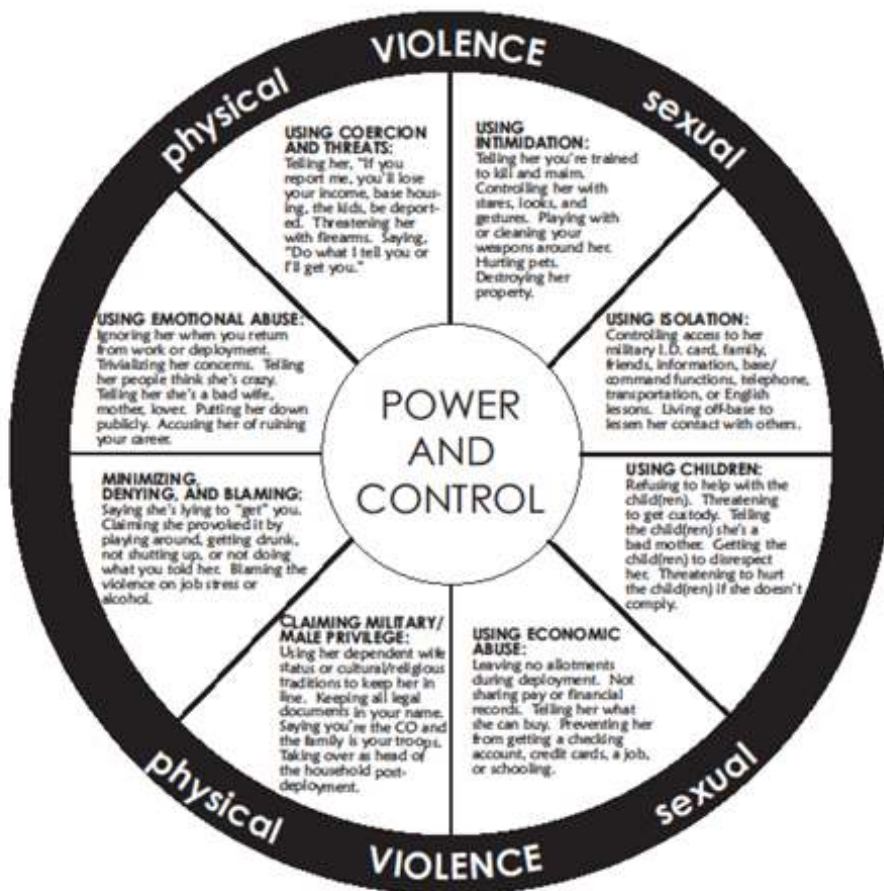 physical VIOLENCE sexual
USING COERCION
AND THREATS:
Telling her, "If you
report me, you'll lose
your income, base hous-
ing, the kids, be deport-
ed. Threatening her
with firearms. Saying,
"Do what I tell you or
I'll get you."
USING
INTIMIDATION:
Telling her you're trained
to kill and maim.
Controlling her with
stares, looks, and
gestures. Playing with
or cleaning your
weapons around her.
Hurting pets.
Destroying her
property.
USING EMOTIONAL ABUSE:
Ignoring her when you return
from work or deployment.
Trivializing her concerns. Telling
her people think she's crazy.
Telling her she's a bad wife,
mother, lover. Putting her down
publicly. Accusing her of ruining
your career.
USING ISOLATION:
Controlling access to her
military I.D. card, family,
friends, information, base/
command functions, telephone,
transportation, or English
lessons. Living off-base to
lessen her contact with others.
POWER
AND
CONTROL
MINIMIZING,
DENYING, AND BLAMING:
Saying she's lying to "get" you.
Claiming she provoked it by
playing around, getting drunk,
not shutting up, or not doing
what you told her. Blaming the
violence on job stress or
alcohol.
USING CHILDREN:
Refusing to help with the
child(ren). Threatening
to get custody. Telling
the child(ren) she's a
bad mother. Getting the
child(ren) to disrespect
her. Threatening to hurt
the child(ren) if she doesn't
comply.
CLAIMING MILITARY/
MALE PRIVILEGE:
Using her dependent wife
status or cultural/religious
traditions to keep her in
line. Keeping all legal
documents in your name.
Saying you're the CO and
the family is your troops.
Taking over as head of
the household post-
deployment.
USING ECONOMIC
ABUSE:
Leaving no allotments
during deployment. Not
sharing pay or financial
records. Telling her what
she can buy. Preventing her
from getting a checking
account, credit cards, a job,
or schooling.
physical VIOLENCE sexual